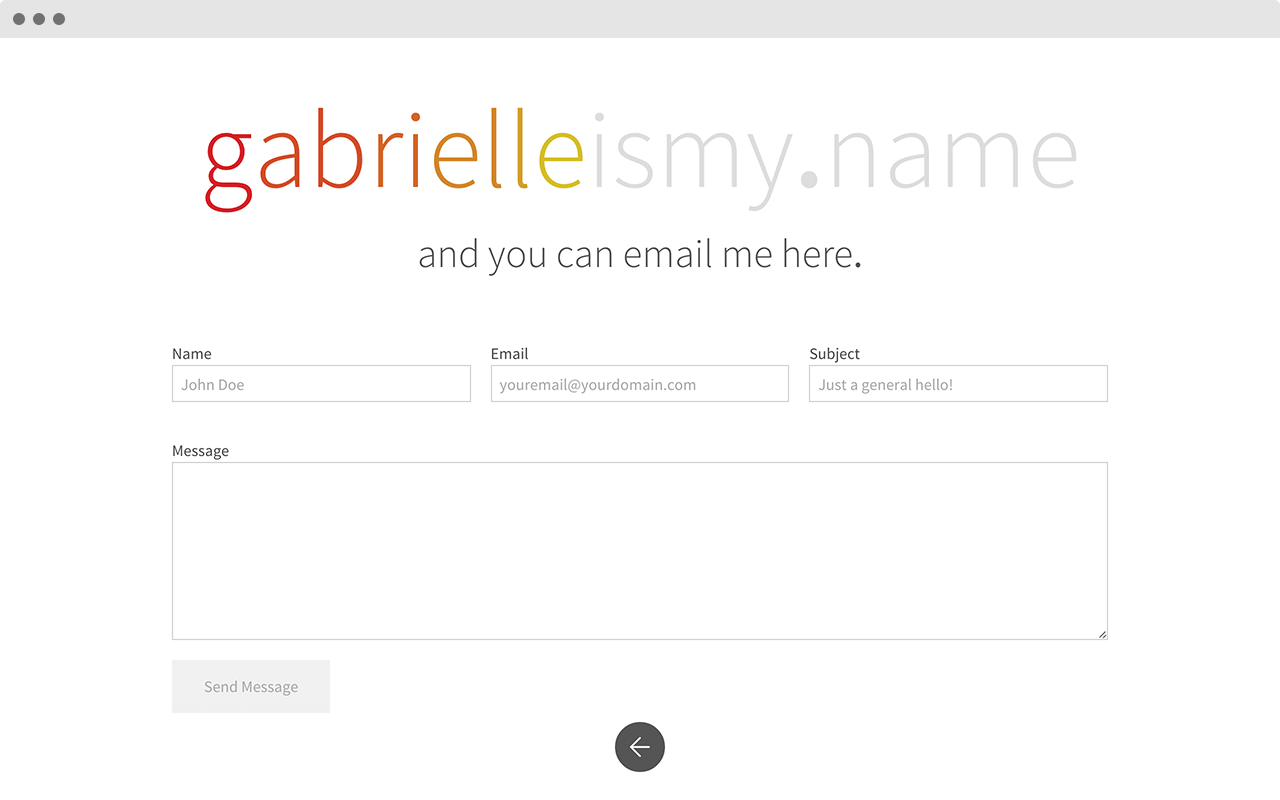 gabrielleismy.name
and you can email me here.
Name Email Subject
John Doe youremail@yourdomain.com Just a general hello!
Message
Send Message